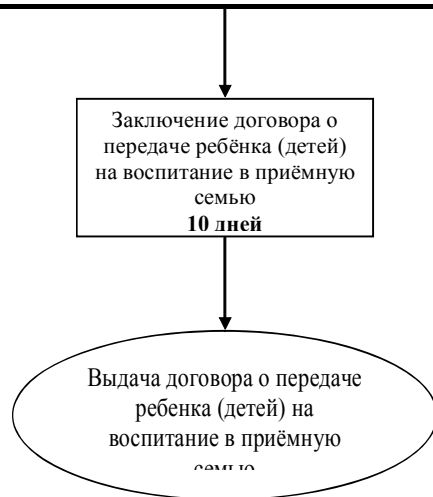 Заключение договора о
передаче ребёнка (детей)
на воспитание в приёмную
семью
10 дней
Выдача договора о передаче
ребенка (детей) на
воспитание в приёмную
семью